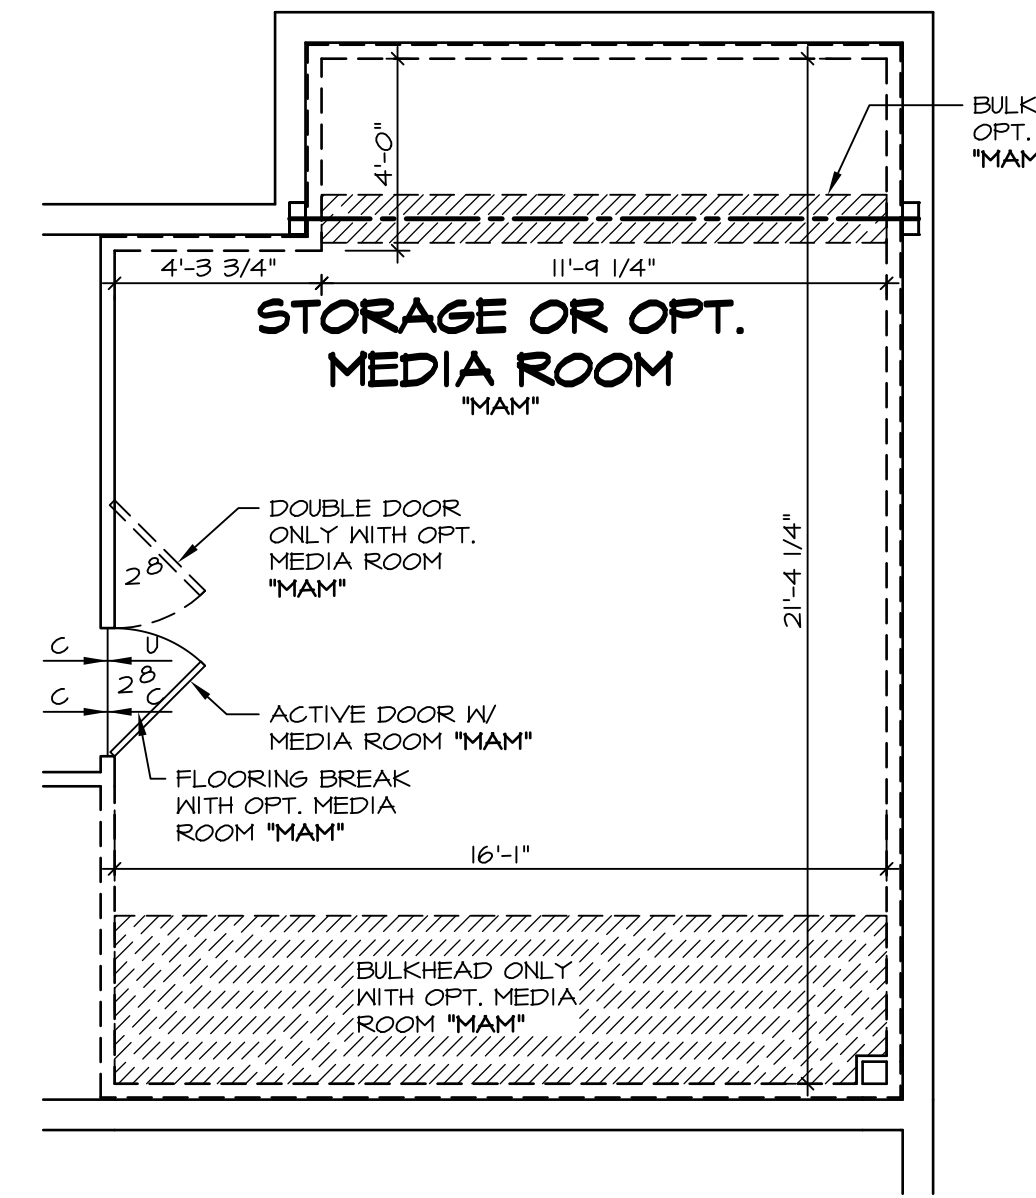 4'-0"
BULK
OPT.
"MAM
4'-3 3/4"
11'-9 1/4"
STORAGE OR OPT.
MEDIA ROOM
"MAM"
DOUBLE DOOR
ONLY WITH OPT.
MEDIA ROOM
"MAM"
28
21'-4 1/4"
C U
28
C C
ACTIVE DOOR W/
MEDIA ROOM "MAM"
FLOORING BREAK
WITH OPT. MEDIA
ROOM "MAM"
16'-1"
BULKHEAD ONLY
WITH OPT. MEDIA
ROOM "MAM"